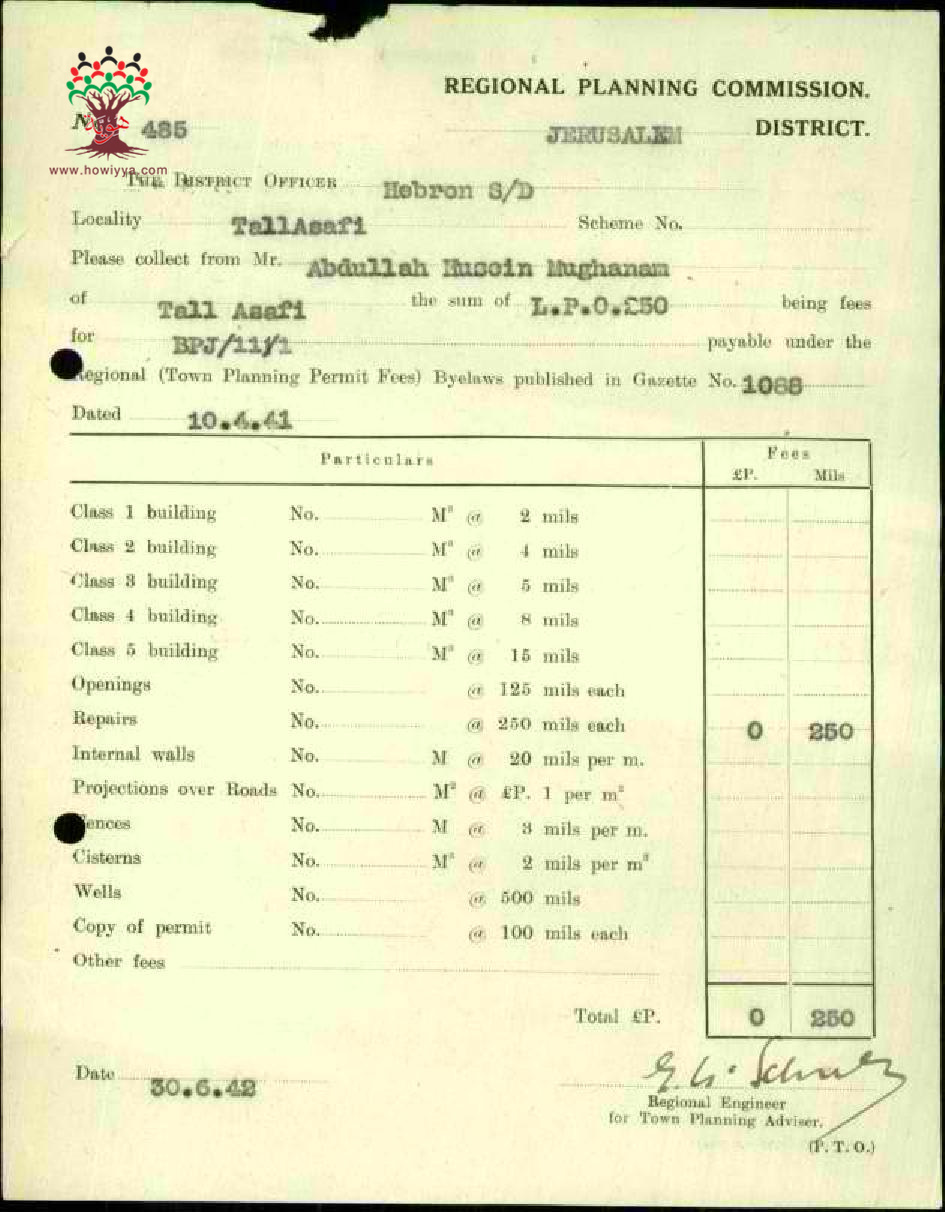 REGIONAL PLANNING COMMISSION.
No 485 JERUSALEM DISTRICT.
www.howiyya.com
THE DISTRICT OFFICER Hebron S/D
Locality TallAsafi Scheme No.
Please collect from Mr. Abdullah Husein Mughanam
of Tall Asafi the sum of L.P.0.250 being fees
for BPJ/11/1 payable under the
Regional (Town Planning Permit Fees) Byelaws published in Gazette No. 1088
Dated 10.4.41
Particulars Fees
£P. Mils
Class 1 building No. M² @ 2 mils
Class 2 building No. M² @ 4 mils
Class 3 building No. M² @ 5 mils
Class 4 building No. M² @ 8 mils
Class 5 building No. M² @ 15 mils
Openings No. @ 125 mils each
Repairs No. @ 250 mils each 0 250
Internal walls No. M @ 20 mils per m.
Projections over Roads No. M² @ £P. 1 per m²
Fences No. M @ 3 mils per m.
Cisterns No. M³ @ 2 mils per m³
Wells No. @ 500 mils
Copy of permit No. @ 100 mils each
Other fees
Total £P. 0 250
Date 30.6.42
Regional Engineer
for Town Planning Adviser.
(P. T. O.)